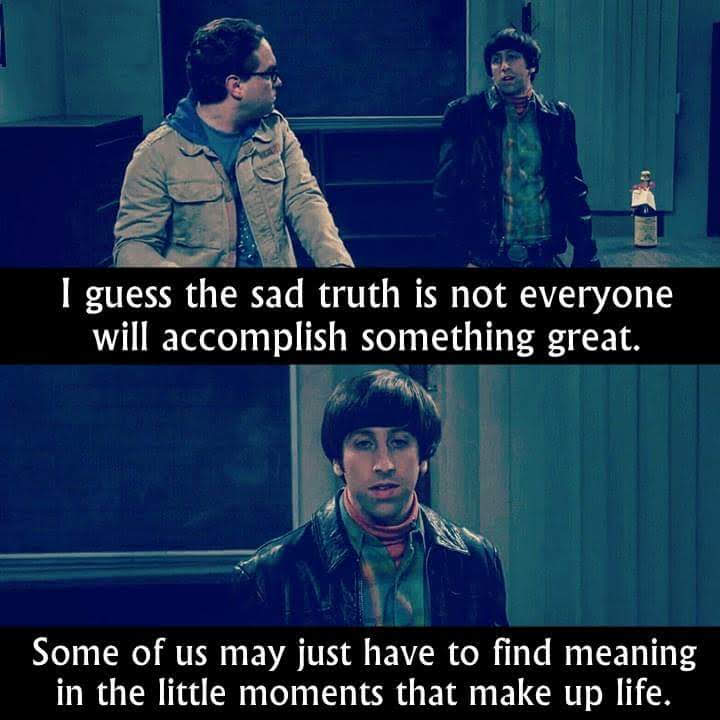 I guess the sad truth is not everyone
will accomplish something great.
Some of us may just have to find meaning
in the little moments that make up life.